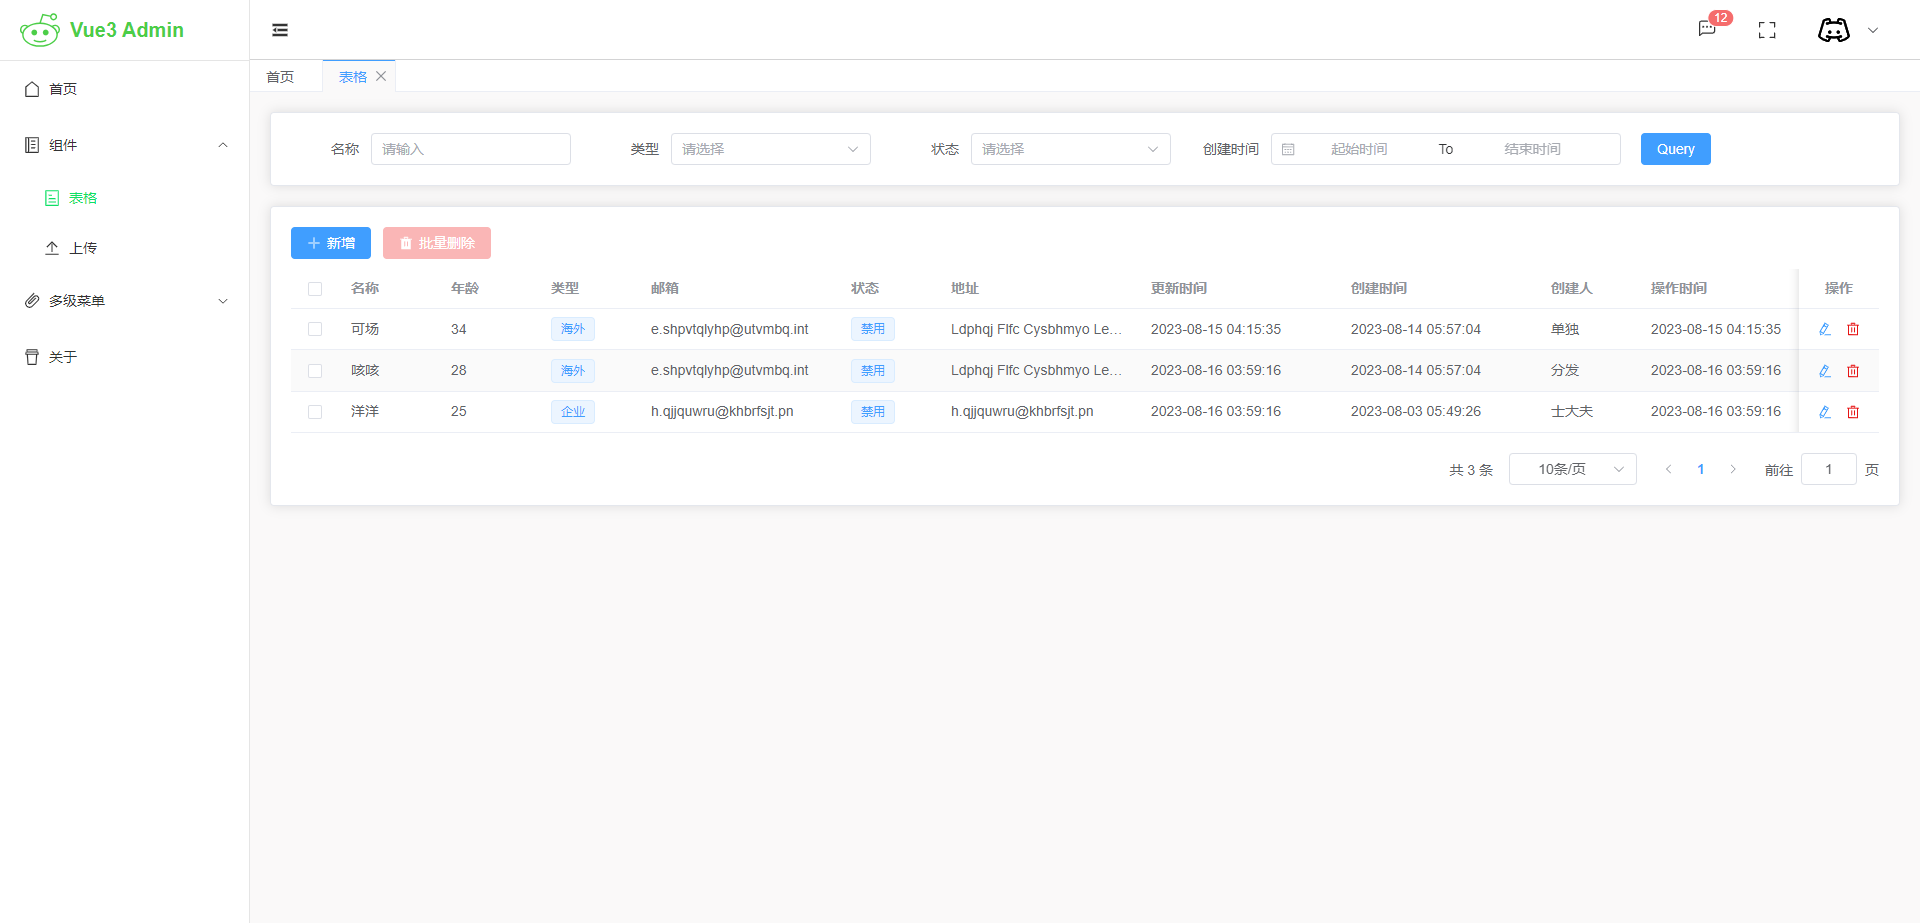 Vue3 Admin
12
首页
组件
表格
上传
多级菜单
关于
首页 表格
名称 请输入 类型 请选择 状态 请选择 创建时间 起始时间 To 结束时间 Query
新增 批量删除
名称 年龄 类型 邮箱 状态 地址 更新时间 创建时间 创建人 操作时间 操作
可场 34 海外 e.shpvtqlyhp@utvmbq.int 禁用 Ldphqj Flfc Cysbhmyo Le... 2023-08-15 04:15:35 2023-08-14 05:57:04 单独 2023-08-15 04:15:35
咳咳 28 海外 e.shpvtqlyhp@utvmbq.int 禁用 Ldphqj Flfc Cysbhmyo Le... 2023-08-16 03:59:16 2023-08-14 05:57:04 分发 2023-08-16 03:59:16
洋洋 25 企业 h.qjjquwru@khbrfsjt.pn 禁用 h.qjjquwru@khbrfsjt.pn 2023-08-16 03:59:16 2023-08-03 05:49:26 士大夫 2023-08-16 03:59:16
共 3 条 10条/页 1 前往 1 页